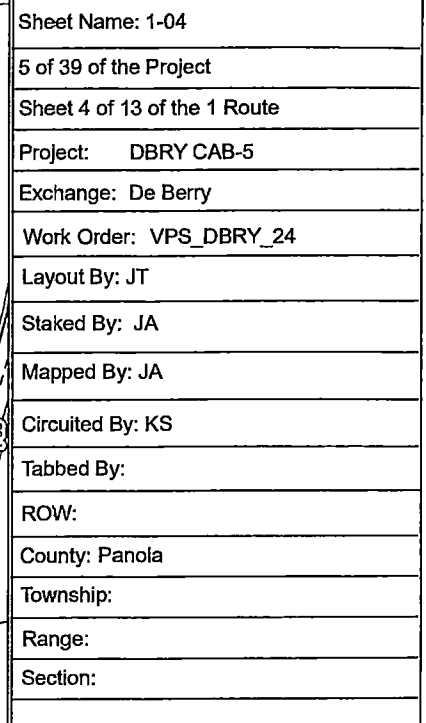 Sheet Name: 1-04
5 of 39 of the Project
Sheet 4 of 13 of the 1 Route
Project: DBRY CAB-5
Exchange: De Berry
Work Order: VPS_DBRY_24
Layout By: JT
Staked By: JA
Mapped By: JA
Circuited By: KS
Tabbed By:
ROW:
County: Panola
Township:
Range:
Section: